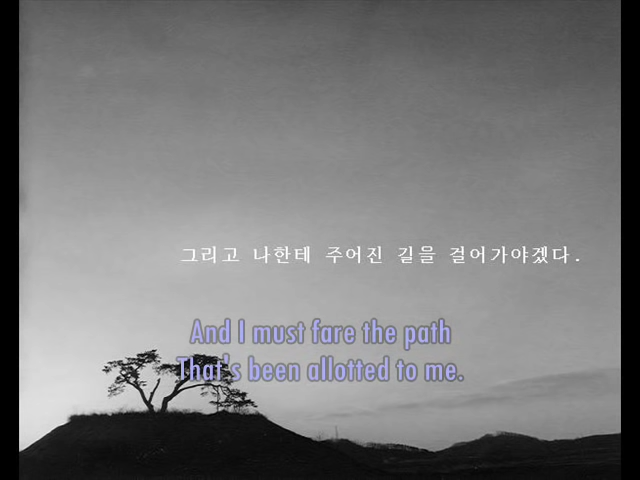 그리고 나한테 주어진 길을 걸어가야겠다.
And I must fare the path
That's been allotted to me.